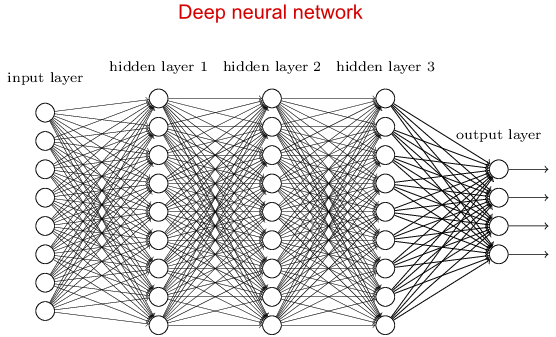 Deep neural network
hidden layer 1 hidden layer 2 hidden layer 3
input layer
output layer